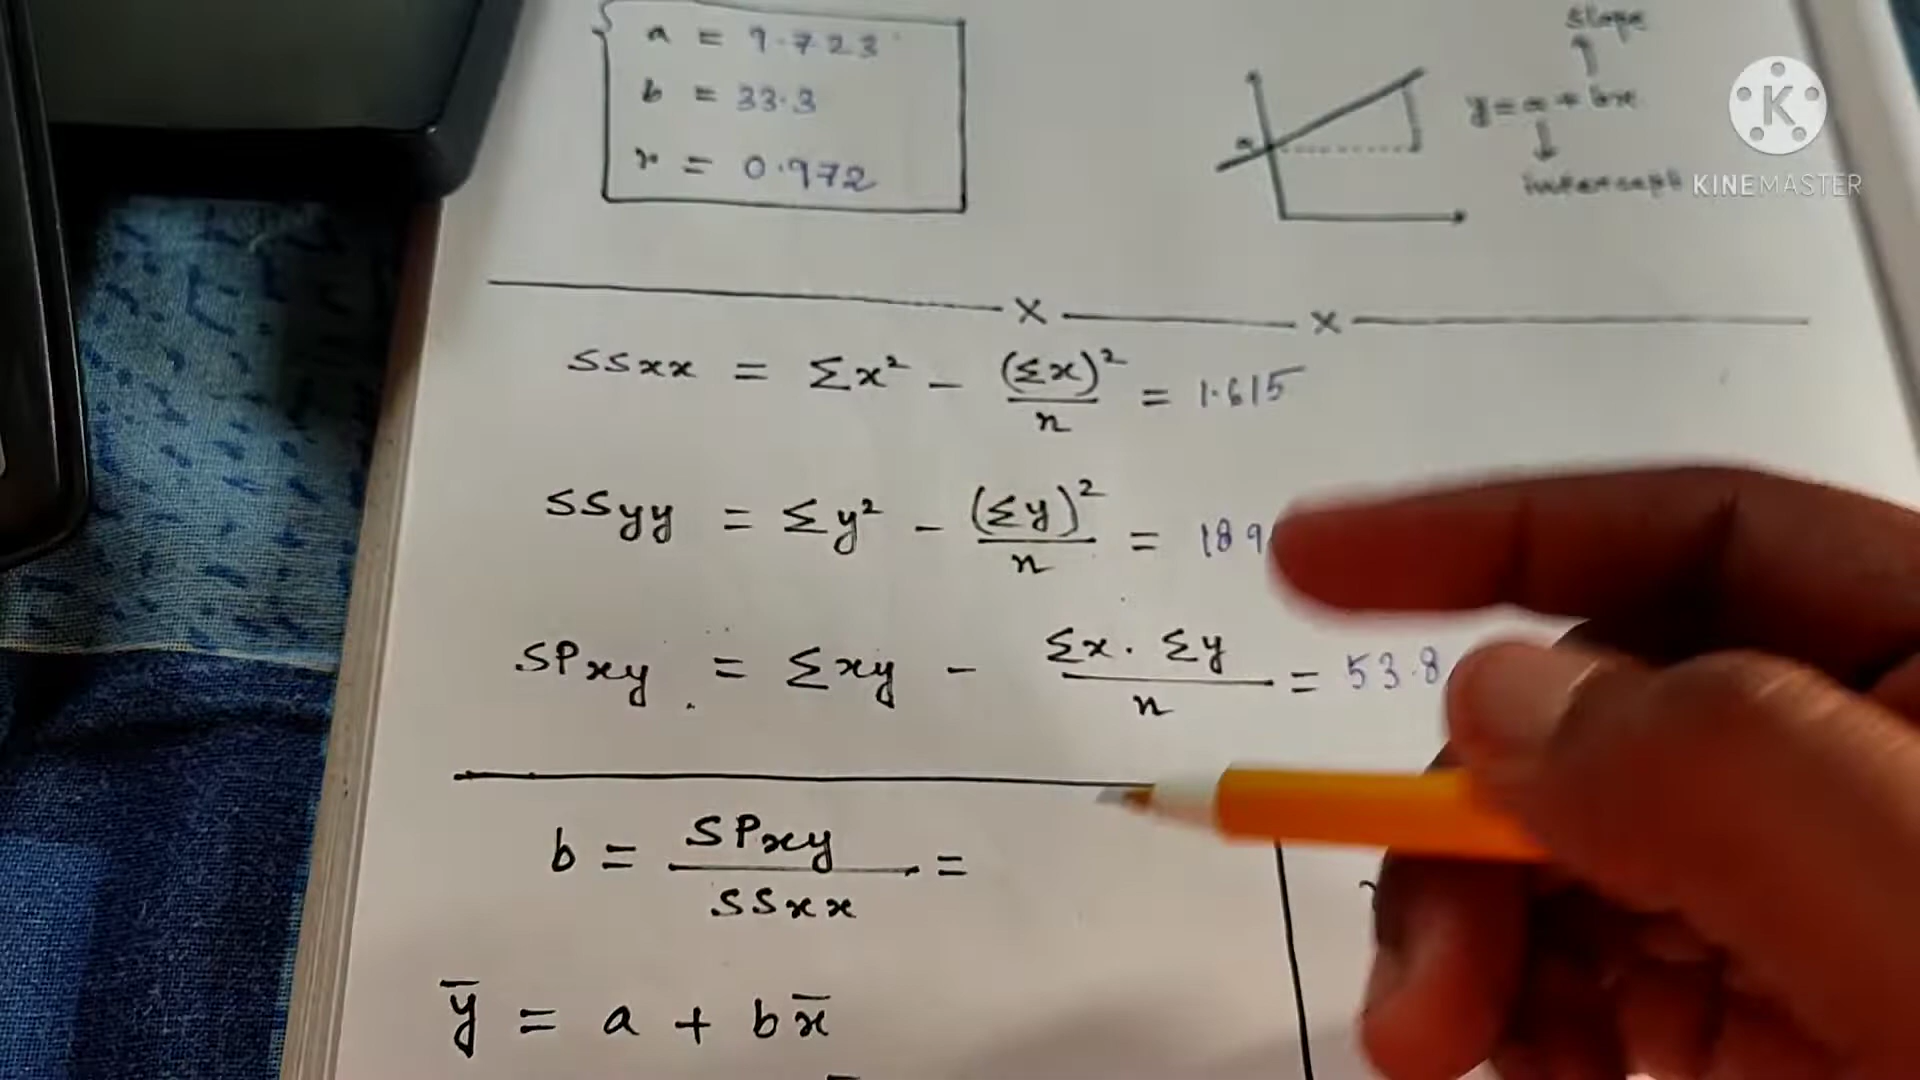 a = 9.723
b = 33.3
r = 0.972
slope
y = a + bx
intercept
a
K
KINEMASTER
x x
SSxx = Σx² - (Σx)²/n = 1.615
SSyy = Σy² - (Σy)²/n = 189
SPxy = Σxy - Σx. Σy/n = 53.8
b = SPxy/SSxx =
y̅ = a + bx̅